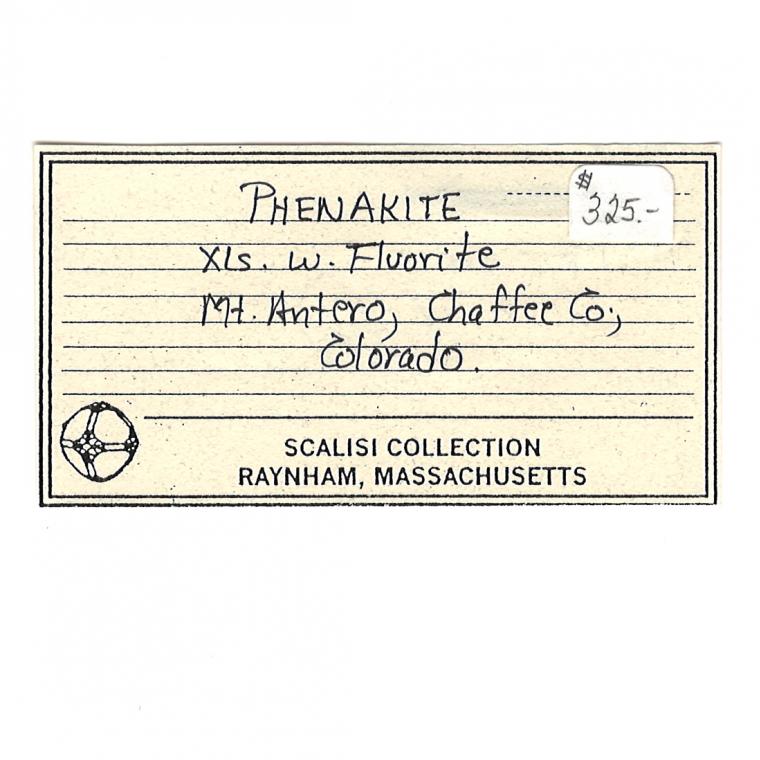 PHENAKITE
$ 325.-
XLs. w. Fluorite
Mt. Antero, Chaffee Co.,
Colorado.
SCALISI COLLECTION
RAYNHAM, MASSACHUSETTS